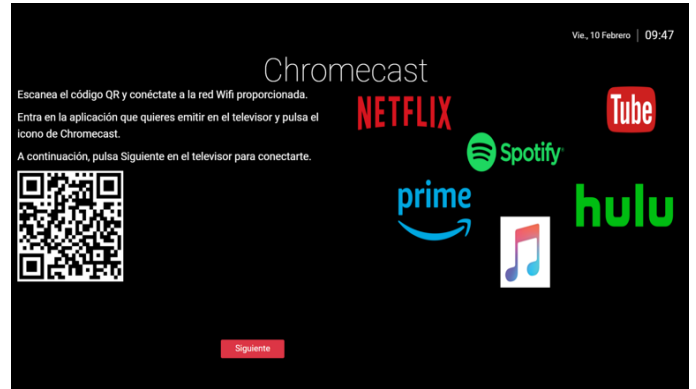 Vie., 10 Febrero | 09:47
Chromecast
Escanea el código QR y conéctate a la red Wifi proporcionada.
Entra en la aplicación que quieres emitir en el televisor y pulsa el
icono de Chromecast.
A continuación, pulsa Siguiente en el televisor para conectarte.
NETFLIX
Tube
Spotify
prime
hulu
Siguiente